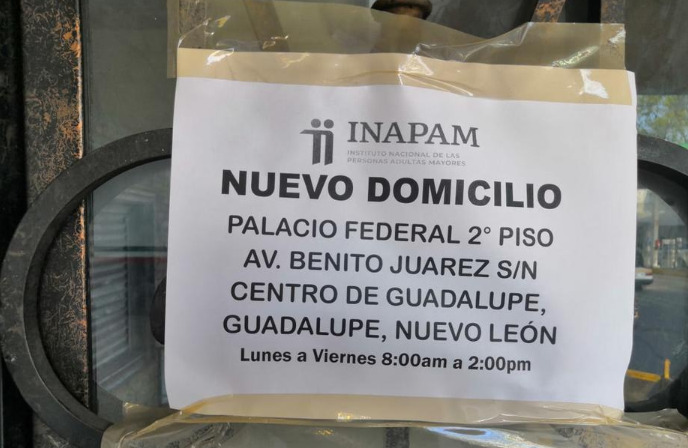 INAPAM
INSTITUTO NACIONAL DE LAS
PERSONAS ADULTAS MAYORES
NUEVO DOMICILIO
PALACIO FEDERAL 2° PISO
AV. BENITO JUAREZ S/N
CENTRO DE GUADALUPE,
GUADALUPE, NUEVO LEÓN
Lunes a Viernes 8:00am a 2:00pm